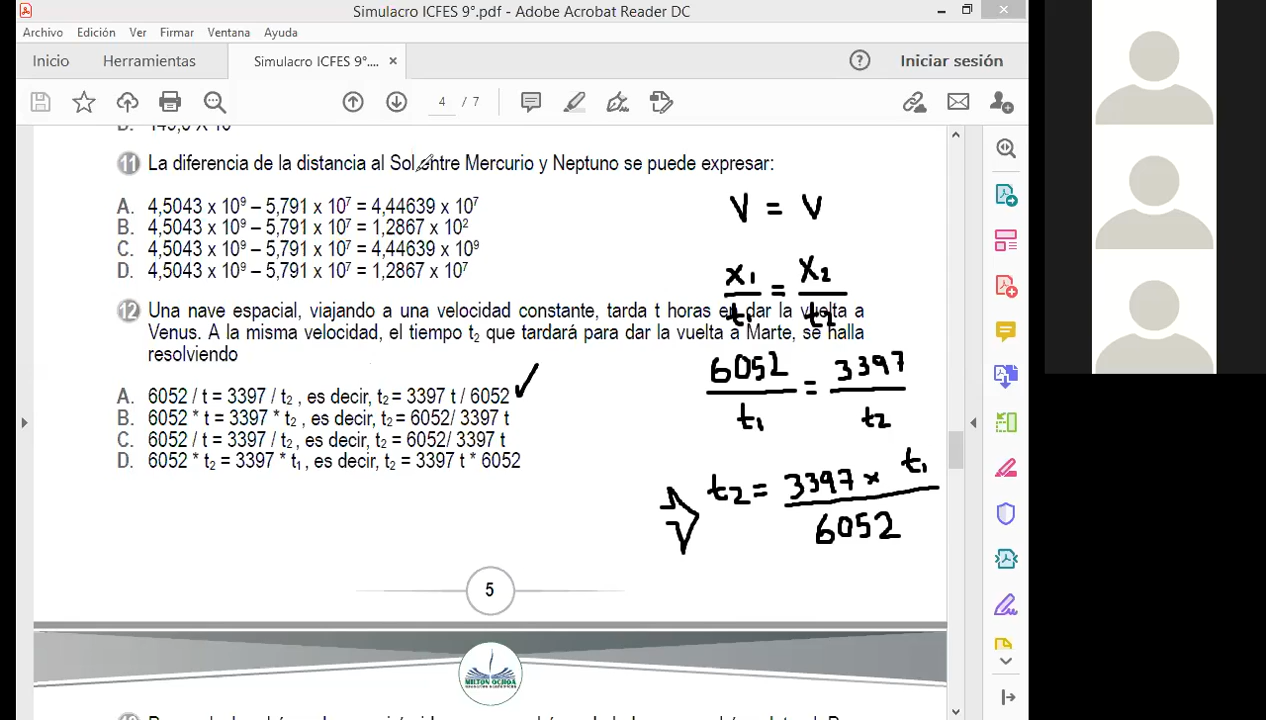 Simulacro ICFES 9°.pdf - Adobe Acrobat Reader DC
Archivo Edición Ver Firmar Ventana Ayuda
Inicio Herramientas Simulacro ICFES 9°.... × Iniciar sesión
4 / 7
11 La diferencia de la distancia al Sol entre Mercurio y Neptuno se puede expresar:
A. 4,5043 x 10⁹ – 5,791 x 10⁷ = 4,44639 x 10⁷
B. 4,5043 x 10⁹ – 5,791 x 10⁷ = 1,2867 x 10²
C. 4,5043 x 10⁹ – 5,791 x 10⁷ = 4,44639 x 10⁹
D. 4,5043 x 10⁹ – 5,791 x 10⁷ = 1,2867 x 10⁷
12 Una nave espacial, viajando a una velocidad constante, tarda t horas en dar la vuelta a
Venus. A la misma velocidad, el tiempo t₂ que tardará para dar la vuelta a Marte, se halla
resolviendo
A. 6052 / t = 3397 / t₂ , es decir, t₂ = 3397 t / 6052 ✓
B. 6052 * t = 3397 * t₂ , es decir, t₂ = 6052/ 3397 t
C. 6052 / t = 3397 / t₂ , es decir, t₂ = 6052/ 3397 t
D. 6052 * t₂ = 3397 * t₁ , es decir, t₂ = 3397 t * 6052
V = V
x₁ = x₂
t₁ t₂
6052 = 3397
t₁ t₂
t₂ = 3397 x t₁
6052
5
MILTON OCHOA